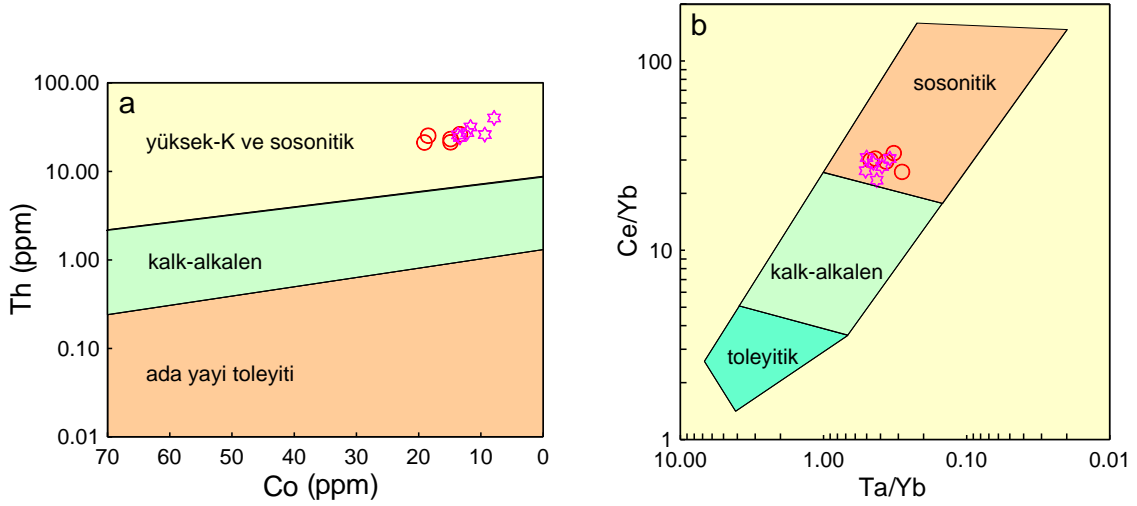 a
100.00
10.00
1.00
0.10
0.01
Th (ppm)
yüksek-K ve sosonitik
kalk-alkalen
ada yayi toleyiti
70
60
50
40
30
20
10
0
Co (ppm)
b
100
10
1
Ce/Yb
sosonitik
kalk-alkalen
toleyitik
10.00
1.00
0.10
0.01
Ta/Yb